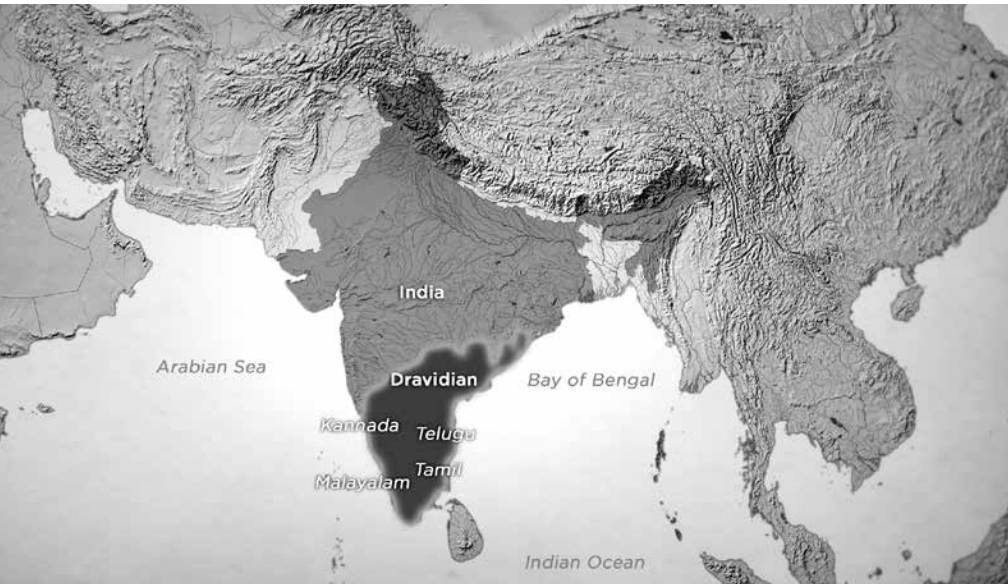 India
Arabian Sea
Dravidian
Bay of Bengal
Kannada
Telugu
Tamil
Malayalam
Indian Ocean